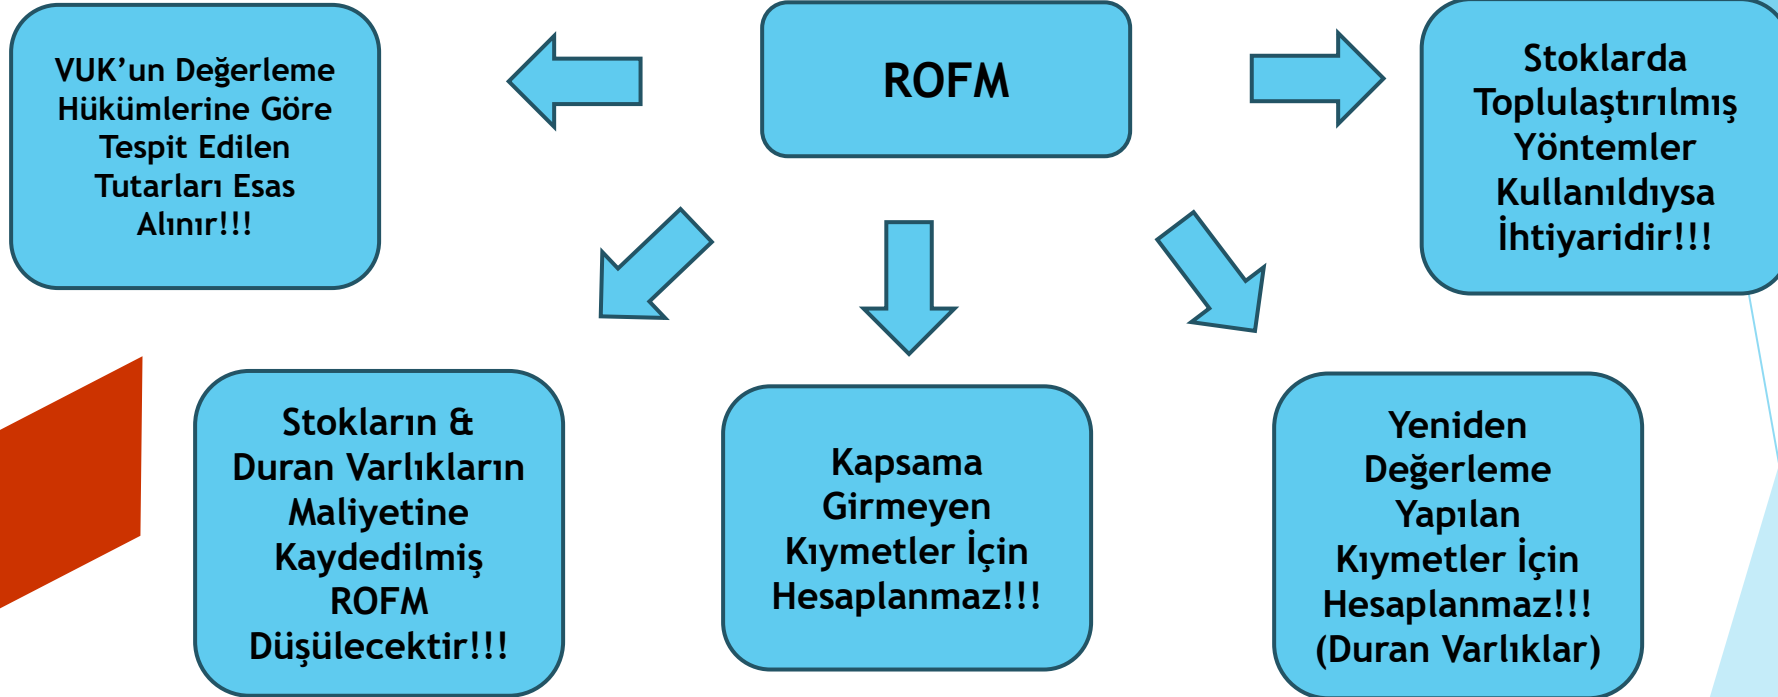 ROFM
VUK’un Değerleme
Hükümlerine Göre
Tespit Edilen
Tutarları Esas
Alınır!!!
Stoklarda
Toplulaştırılmış
Yöntemler
Kullanıldıysa
İhtiyaridir!!!
Stokların &
Duran Varlıkların
Maliyetine
Kaydedilmiş
ROFM
Düşülecektir!!!
Kapsama
Girmeyen
Kıymetler İçin
Hesaplanmaz!!!
Yeniden
Değerleme
Yapılan
Kıymetler İçin
Hesaplanmaz!!!
(Duran Varlıklar)